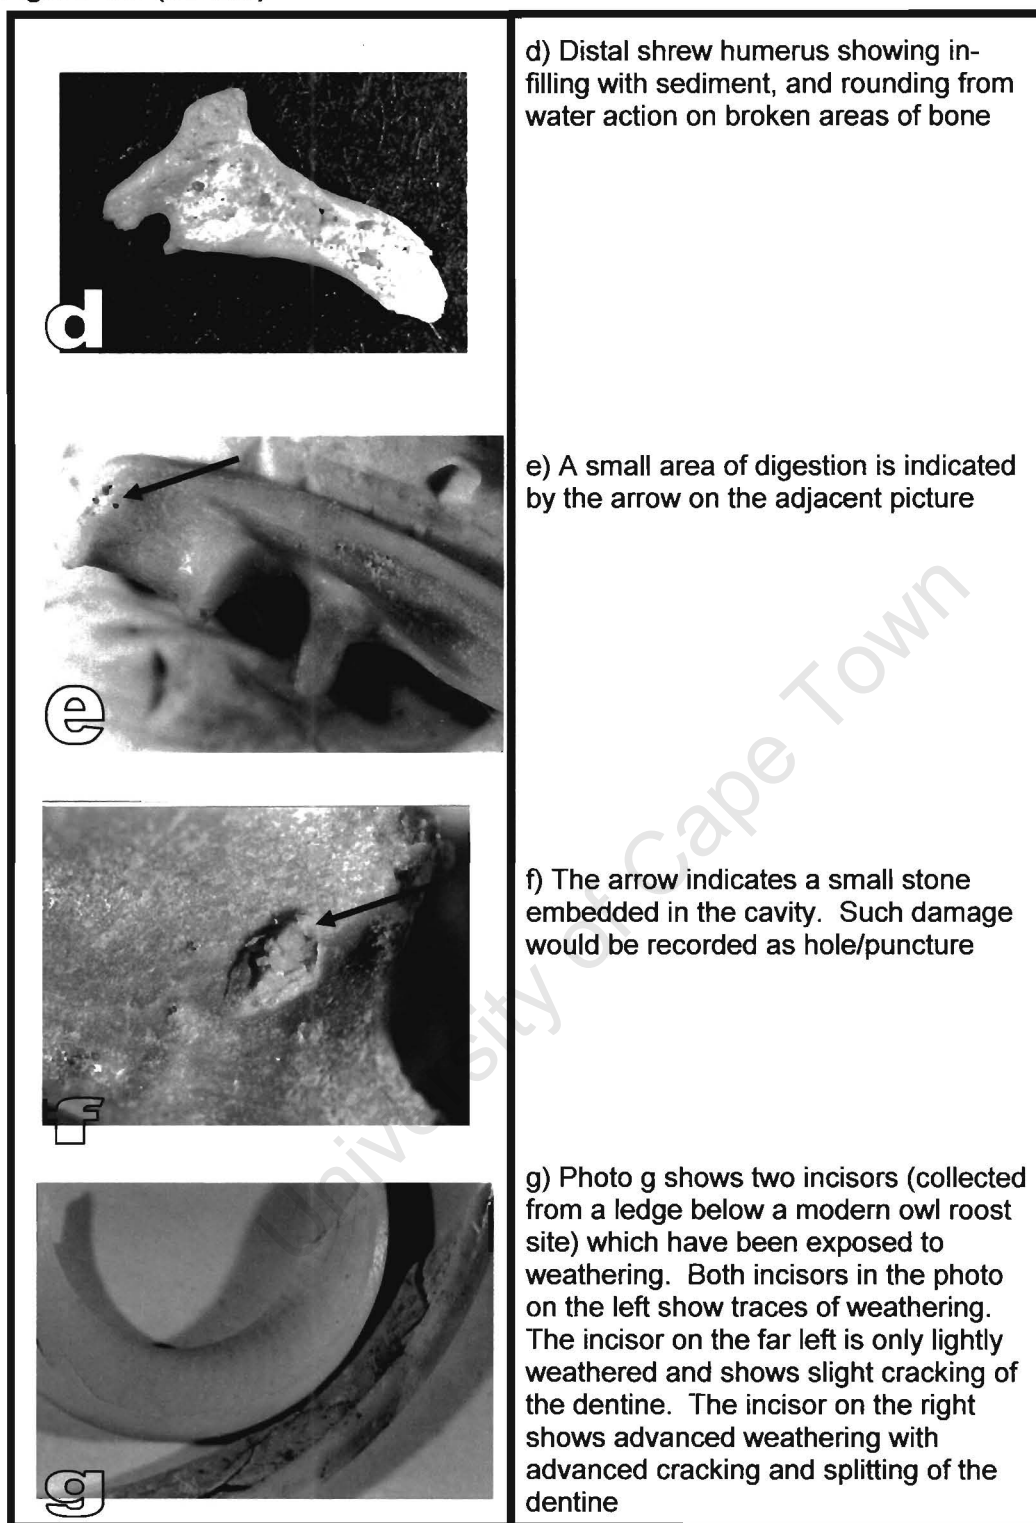 d) Distal shrew humerus showing in-
filling with sediment, and rounding from
water action on broken areas of bone
d
e) A small area of digestion is indicated
by the arrow on the adjacent picture
e
f) The arrow indicates a small stone
embedded in the cavity. Such damage
would be recorded as hole/puncture
f
g) Photo g shows two incisors (collected
from a ledge below a modern owl roost
site) which have been exposed to
weathering. Both incisors in the photo
on the left show traces of weathering.
The incisor on the far left is only lightly
weathered and shows slight cracking of
the dentine. The incisor on the right
shows advanced weathering with
advanced cracking and splitting of the
dentine
g
University of Cape Town